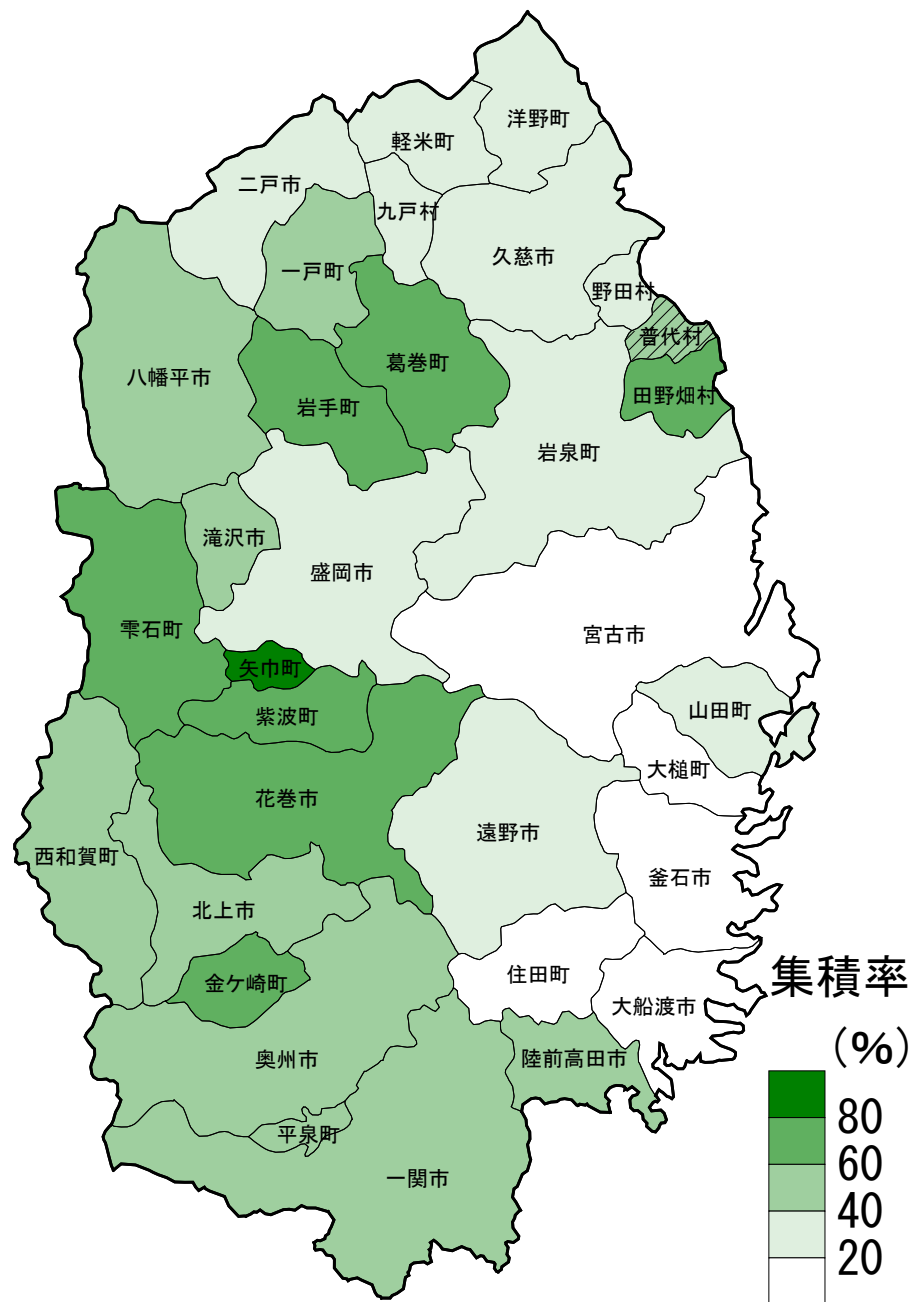 洋野町
軽米町
二戸市
九戸村
久慈市
一戸町
野田村
普代村
葛巻町
八幡平市
田野畑村
岩手町
岩泉町
滝沢市
盛岡市
雫石町
宮古市
矢巾町
山田町
紫波町
大槌町
花巻市
遠野市
西和賀町
釜石市
北上市
住田町
金ケ崎町
大船渡市
奥州市
陸前高田市
平泉町
一関市
集積率
(%)
80
60
40
20